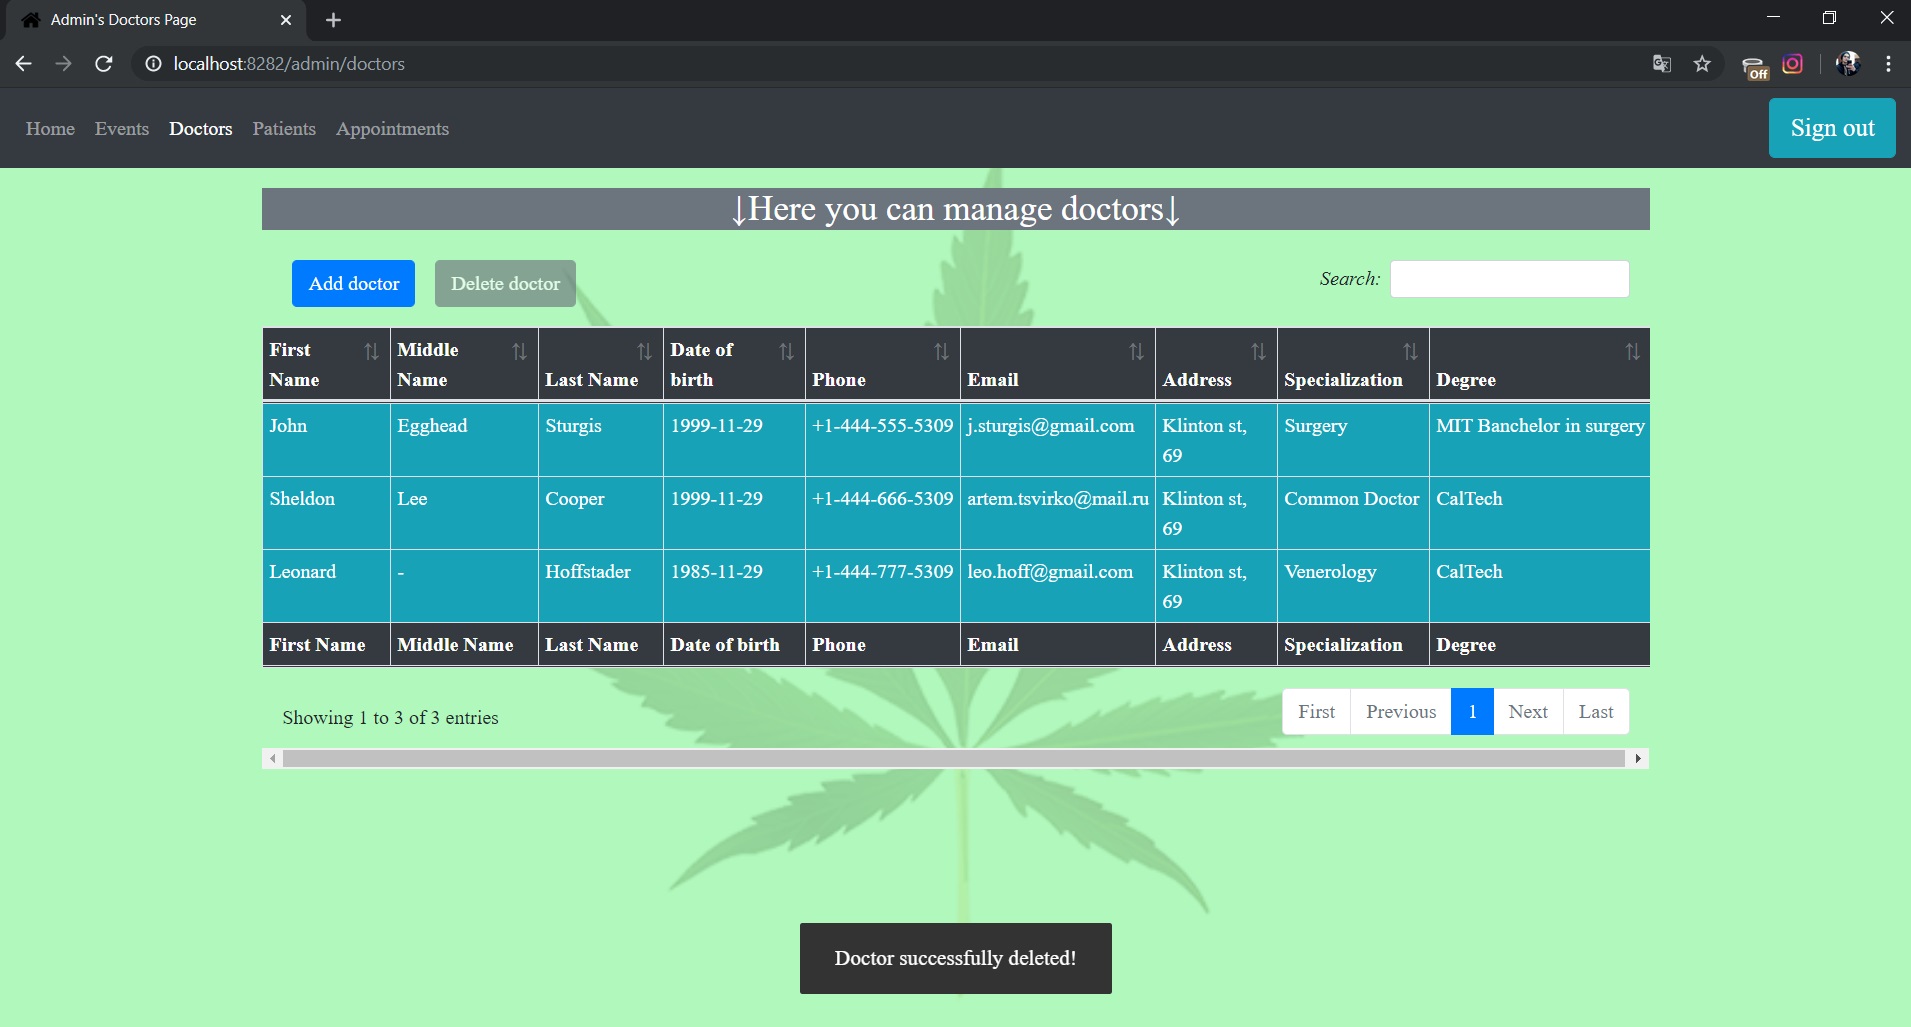 Admin's Doctors Page
localhost:8282/admin/doctors
Off
Home Events Doctors Patients Appointments
Sign out
↓Here you can manage doctors↓
Add doctor Delete doctor
Search:
First Name Middle Name Last Name Date of birth Phone Email Address Specialization Degree
John Egghead Sturgis 1999-11-29 +1-444-555-5309 j.sturgis@gmail.com Klinton st, 69 Surgery MIT Banchelor in surgery
Sheldon Lee Cooper 1999-11-29 +1-444-666-5309 artem.tsvirko@mail.ru Klinton st, 69 Common Doctor CalTech
Leonard - Hoffstader 1985-11-29 +1-444-777-5309 leo.hoff@gmail.com Klinton st, 69 Venerology CalTech
First Name Middle Name Last Name Date of birth Phone Email Address Specialization Degree
Showing 1 to 3 of 3 entries
First Previous 1 Next Last
Doctor successfully deleted!